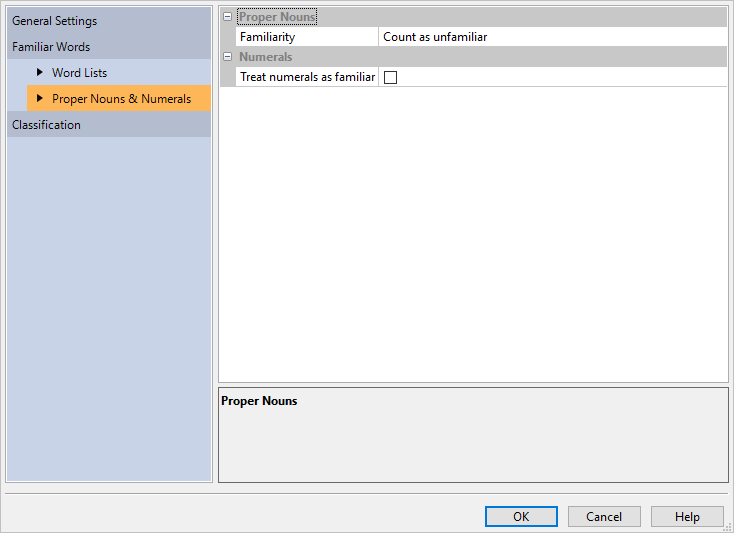 General Settings
Familiar Words
Word Lists
Proper Nouns & Numerals
Classification
Proper Nouns
Familiarity Count as unfamiliar
Numerals
Treat numerals as familiar
Proper Nouns
OK Cancel Help